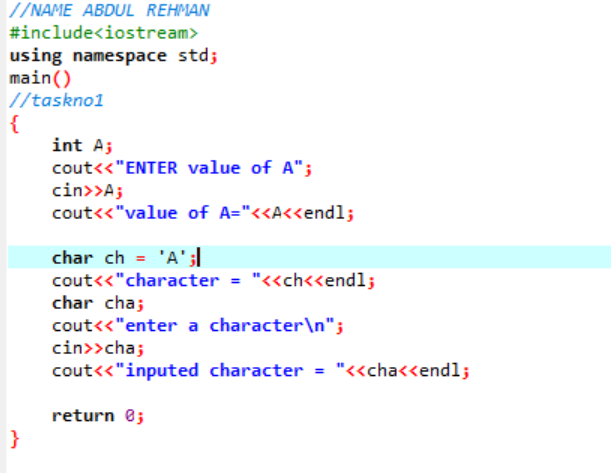 //NAME ABDUL REHMAN
#include<iostream>
using namespace std;
main()
//taskno1
{
    int A;
    cout<<"ENTER value of A";
    cin>>A;
    cout<<"value of A="<<A<<endl;

    char ch = 'A';
    cout<<"character = "<<ch<<endl;
    char cha;
    cout<<"enter a character\n";
    cin>>cha;
    cout<<"inputed character = "<<cha<<endl;

    return 0;
}